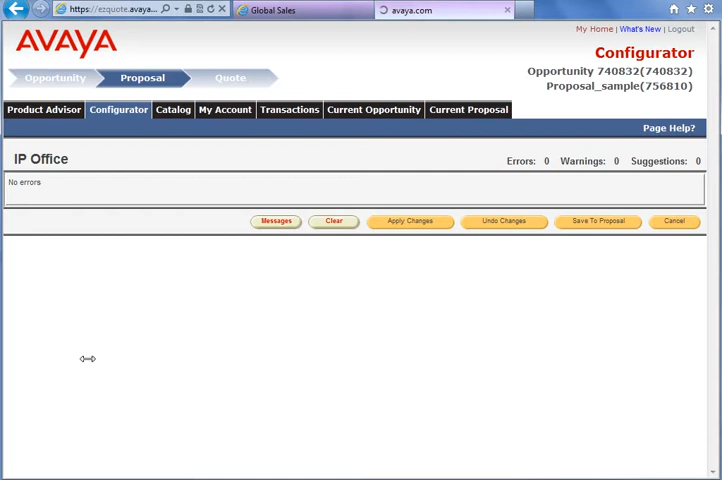 https://ezquote.avaya...
Global Sales
avaya.com
My Home | What's New | Logout
AVAYA
Configurator
Opportunity Proposal Quote
Opportunity 740832(740832)
Proposal_sample(756810)
Product Advisor Configurator Catalog My Account Transactions Current Opportunity Current Proposal
Page Help?
IP Office
Errors: 0 Warnings: 0 Suggestions: 0
No errors
Messages Clear Apply Changes Undo Changes Save To Proposal Cancel